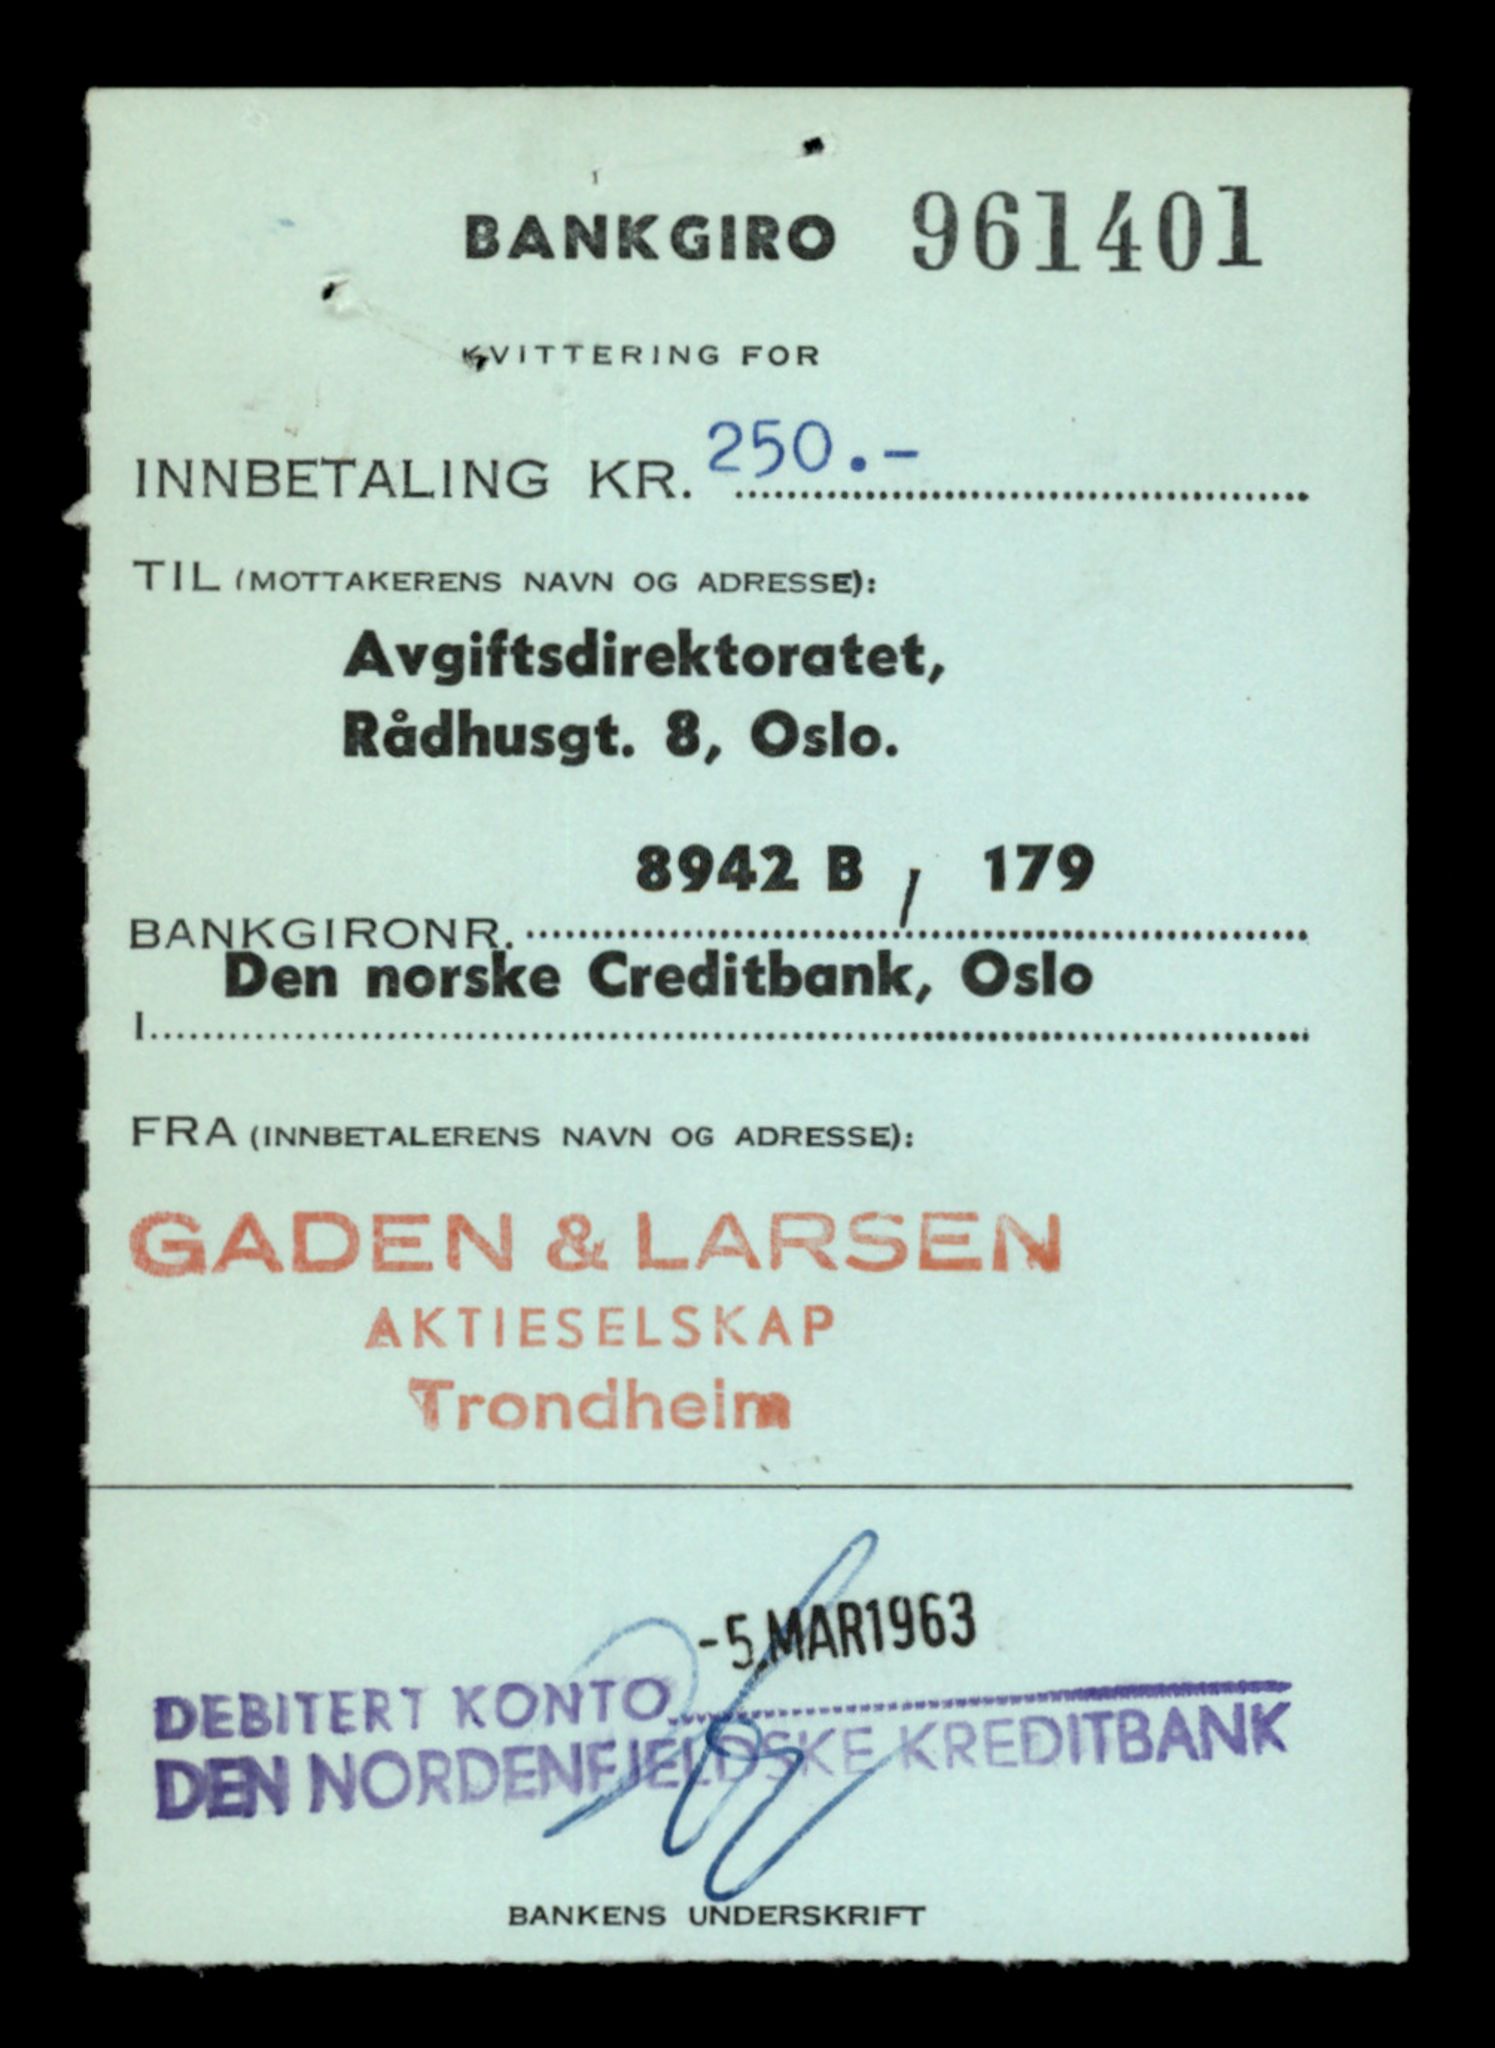 BANKGIRO 961401
KVITTERING FOR
INNBETALING KR. 250.-
TIL (MOTTAKERENS NAVN OG ADRESSE):
Avgiftsdirektoratet,
Rådhusgt. 8, Oslo.
8942 B / 179
BANKGIRONR.
Den norske Creditbank, Oslo
I
FRA (INNBETALERENS NAVN OG ADRESSE):
GADEN & LARSEN
AKTIESELSKAP
Trondheim
-5.MAR1963
DEBITERT KONTO
DEN NORDENFJELDSKE KREDITBANK
BANKENS UNDERSKRIFT